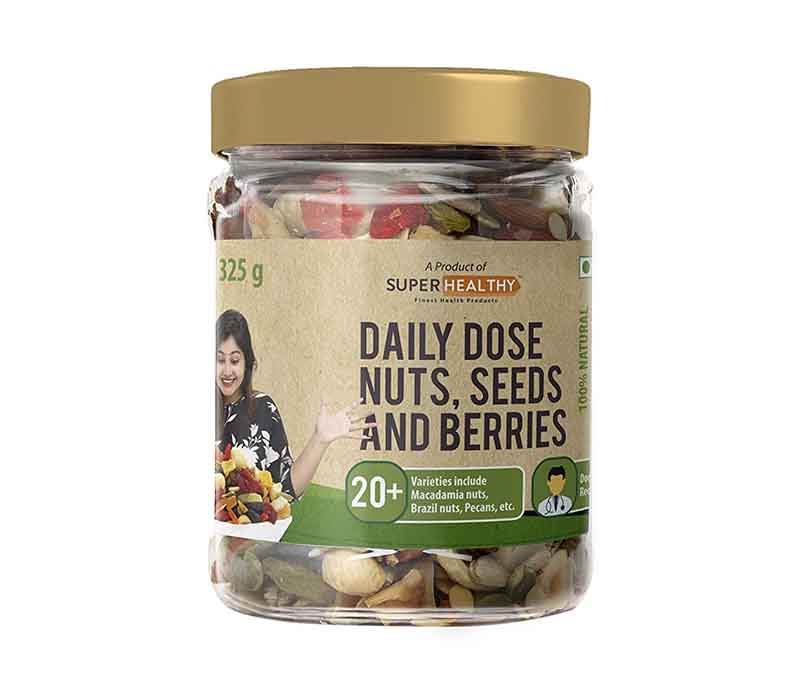 325 g
A Product of
SUPER HEALTHY™
Finest Health Products
DAILY DOSE
NUTS, SEEDS
AND BERRIES
100% NATURAL
20+
Varieties include
Macadamia nuts,
Brazil nuts, Pecans, etc.